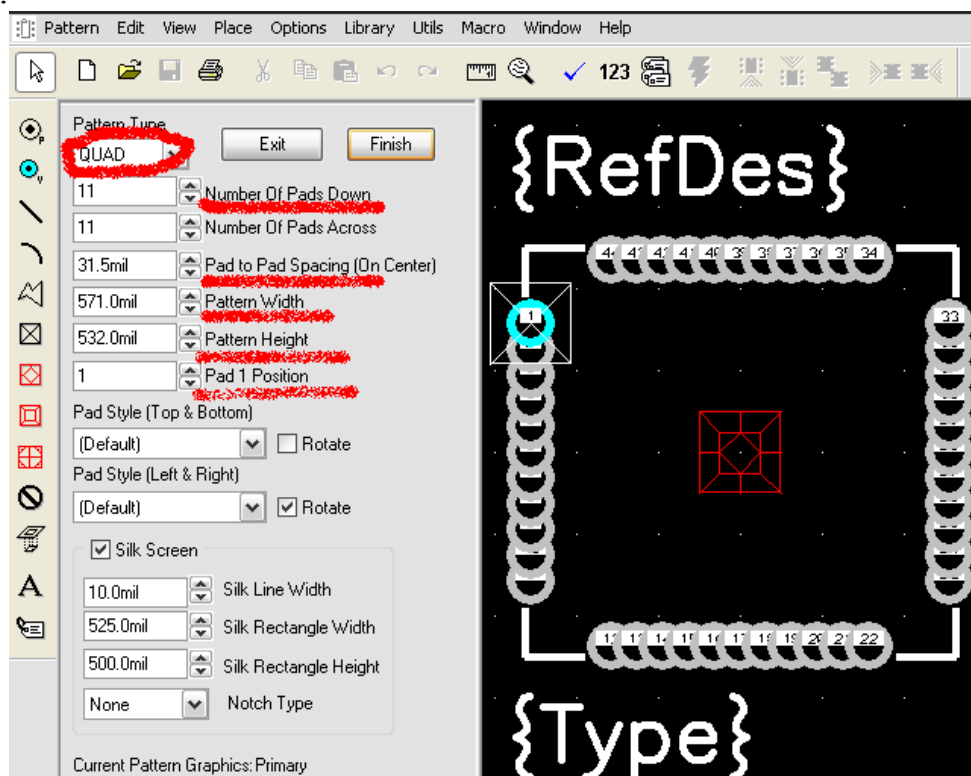 Pattern Edit View Place Options Library Utils Macro Window Help
123
Pattern Type
QUAD
Exit
Finish
11 Number Of Pads Down
11 Number Of Pads Across
31.5mil Pad to Pad Spacing (On Center)
571.0mil Pattern Width
532.0mil Pattern Height
1 Pad 1 Position
Pad Style (Top & Bottom)
(Default) Rotate
Pad Style (Left & Right)
(Default) Rotate
Silk Screen
10.0mil Silk Line Width
525.0mil Silk Rectangle Width
500.0mil Silk Rectangle Height
None Notch Type
Current Pattern Graphics: Primary
{RefDes}
34
1
33
22
{Type}